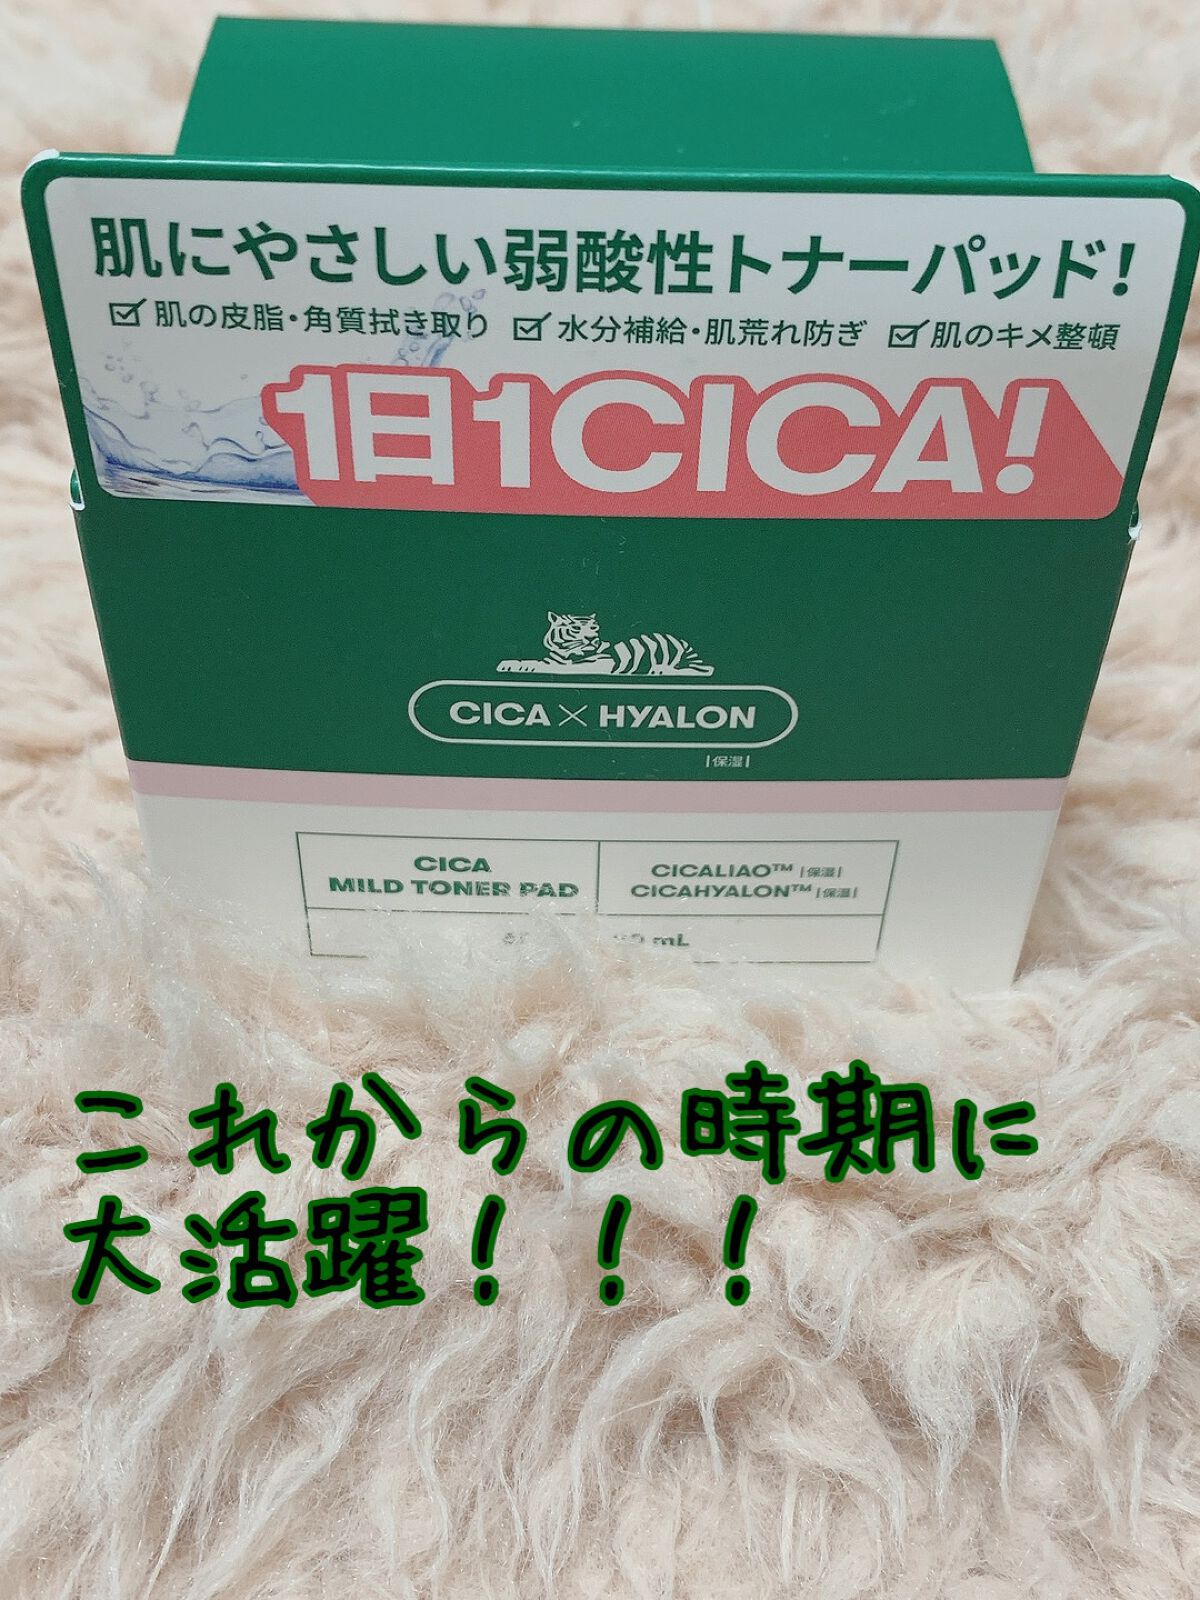 肌にやさしい弱酸性トナーパッド!
☑ 肌の皮脂・角質拭き取り ☑ 水分補給・肌荒れ防ぎ ☑ 肌のキメ整頓
1日1CICA!
CICA × HYALON
|保湿|
CICA
MILD TONER PAD
CICALIAO™ |保湿|
CICAHYALON™ |保湿|
mL
これからの時期に
大活躍!!!